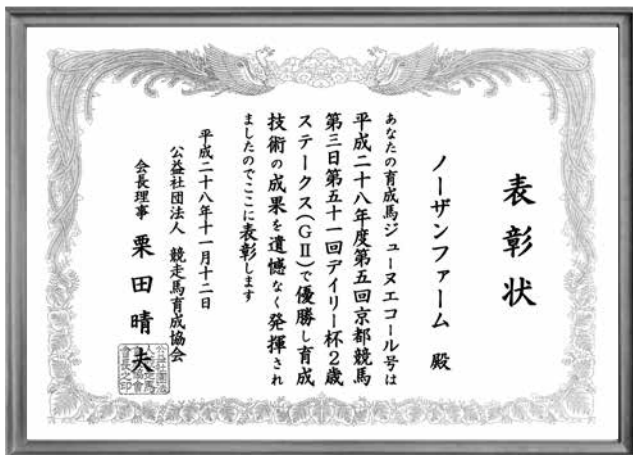 表彰状
ノーザンファーム 殿
あなたの育成馬ジューヌエコール号は
平成二十八年度第五回京都競馬
第三日第五十一回デイリー杯2歳
ステークス(GⅡ)で優勝し育成
技術の成果を遺憾なく発揮され
ましたのでここに表彰します
平成二十八年十一月十二日
公益社団法人 競走馬育成協会
会長理事 栗田晴夫